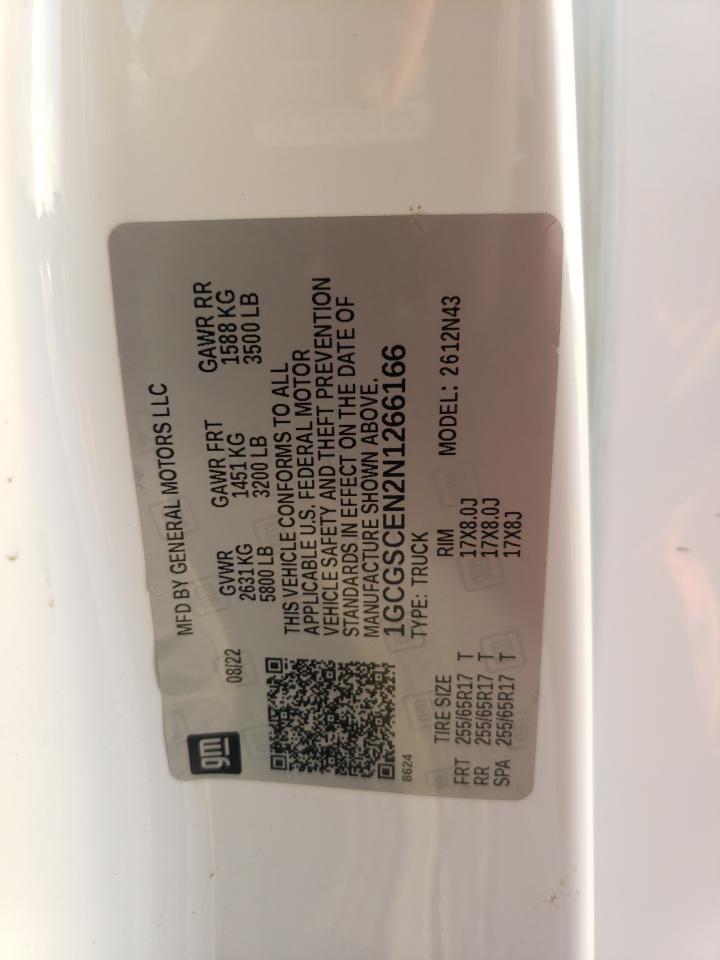 gm
MFD BY GENERAL MOTORS LLC
08/22
GVWR GAWR FRT GAWR RR
2631 KG 1451 KG 1588 KG
5800 LB 3200 LB 3500 LB
THIS VEHICLE CONFORMS TO ALL
APPLICABLE U.S. FEDERAL MOTOR
VEHICLE SAFETY AND THEFT PREVENTION
STANDARDS IN EFFECT ON THE DATE OF
MANUFACTURE SHOWN ABOVE.
1GCGSCEN2N1266166
8624
TYPE: TRUCK
MODEL: 2612N43
TIRE SIZE RIM
FRT 255/65R17 T 17X8.0J
RR 255/65R17 T 17X8.0J
SPA 255/65R17 T 17X8J